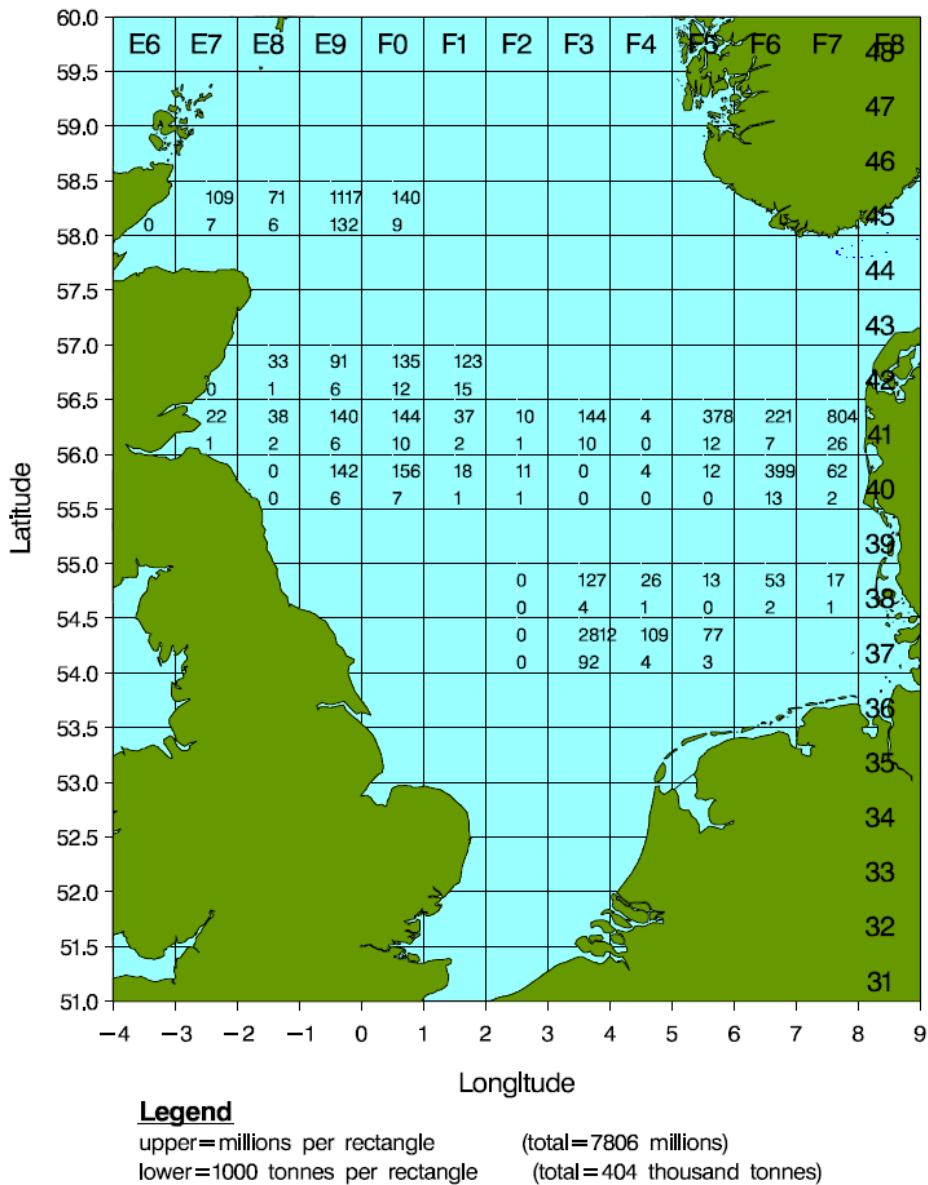 60.0 E6 E7 E8 E9 F0 F1 F2 F3 F4 F5 F6 F7 F8
48
59.5
47
59.0
46
58.5
109 71 1117 140
45
0 7 6 132 9
58.0
44
57.5
43
57.0
33 91 135 123
42
0 1 6 12 15
56.5
22 38 140 144 37 10 144 4 378 221 804
41
1 2 6 10 2 1 10 0 12 7 26
56.0
0 142 156 18 11 0 4 12 399 62
40
0 6 7 1 1 0 0 0 13 2
55.5
39
55.0
0 127 26 13 53 17
38
0 4 1 0 2 1
54.5
0 2812 109 77
37
0 92 4 3
54.0
36
53.5
35
53.0
34
52.5
33
52.0
32
51.5
31
51.0
Latitude
−4 −3 −2 −1 0 1 2 3 4 5 6 7 8 9
Longltude
Legend
upper=millions per rectangle (total=7806 millions)
lower=1000 tonnes per rectangle (total=404 thousand tonnes)